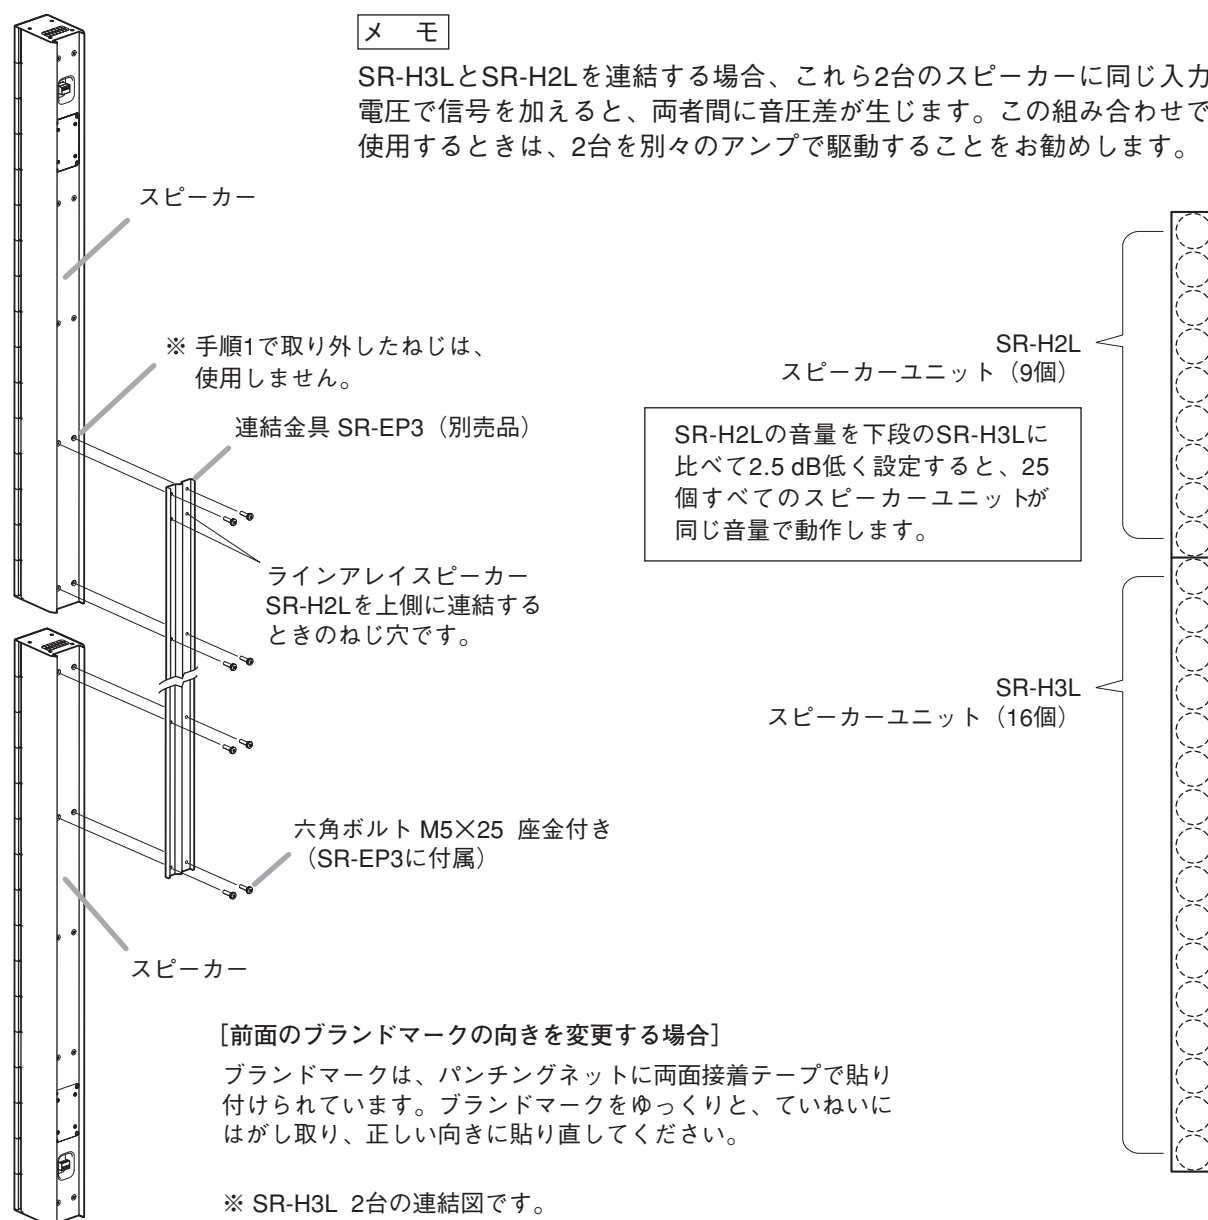 メ モ
SR-H3LとSR-H2Lを連結する場合、これら2台のスピーカーに同じ入力
電圧で信号を加えると、両者間に音圧差が生じます。この組み合わせで
使用するときは、2台を別々のアンプで駆動することをお勧めします。
スピーカー
※ 手順1で取り外したねじは、
使用しません。
連結金具 SR-EP3（別売品）
ラインアレイスピーカー
SR-H2Lを上側に連結する
ときのねじ穴です。
六角ボルト M5×25 座金付き
（SR-EP3に付属）
スピーカー
SR-H2L
スピーカーユニット（9個）
SR-H2Lの音量を下段のSR-H3Lに
比べて2.5 dB低く設定すると、25
個すべてのスピーカーユニットが
同じ音量で動作します。
SR-H3L
スピーカーユニット（16個）
［前面のブランドマークの向きを変更する場合］
ブランドマークは、パンチングネットに両面接着テープで貼り
付けられています。ブランドマークをゆっくりと、ていねいに
はがし取り、正しい向きに貼り直してください。
※ SR-H3L 2台の連結図です。